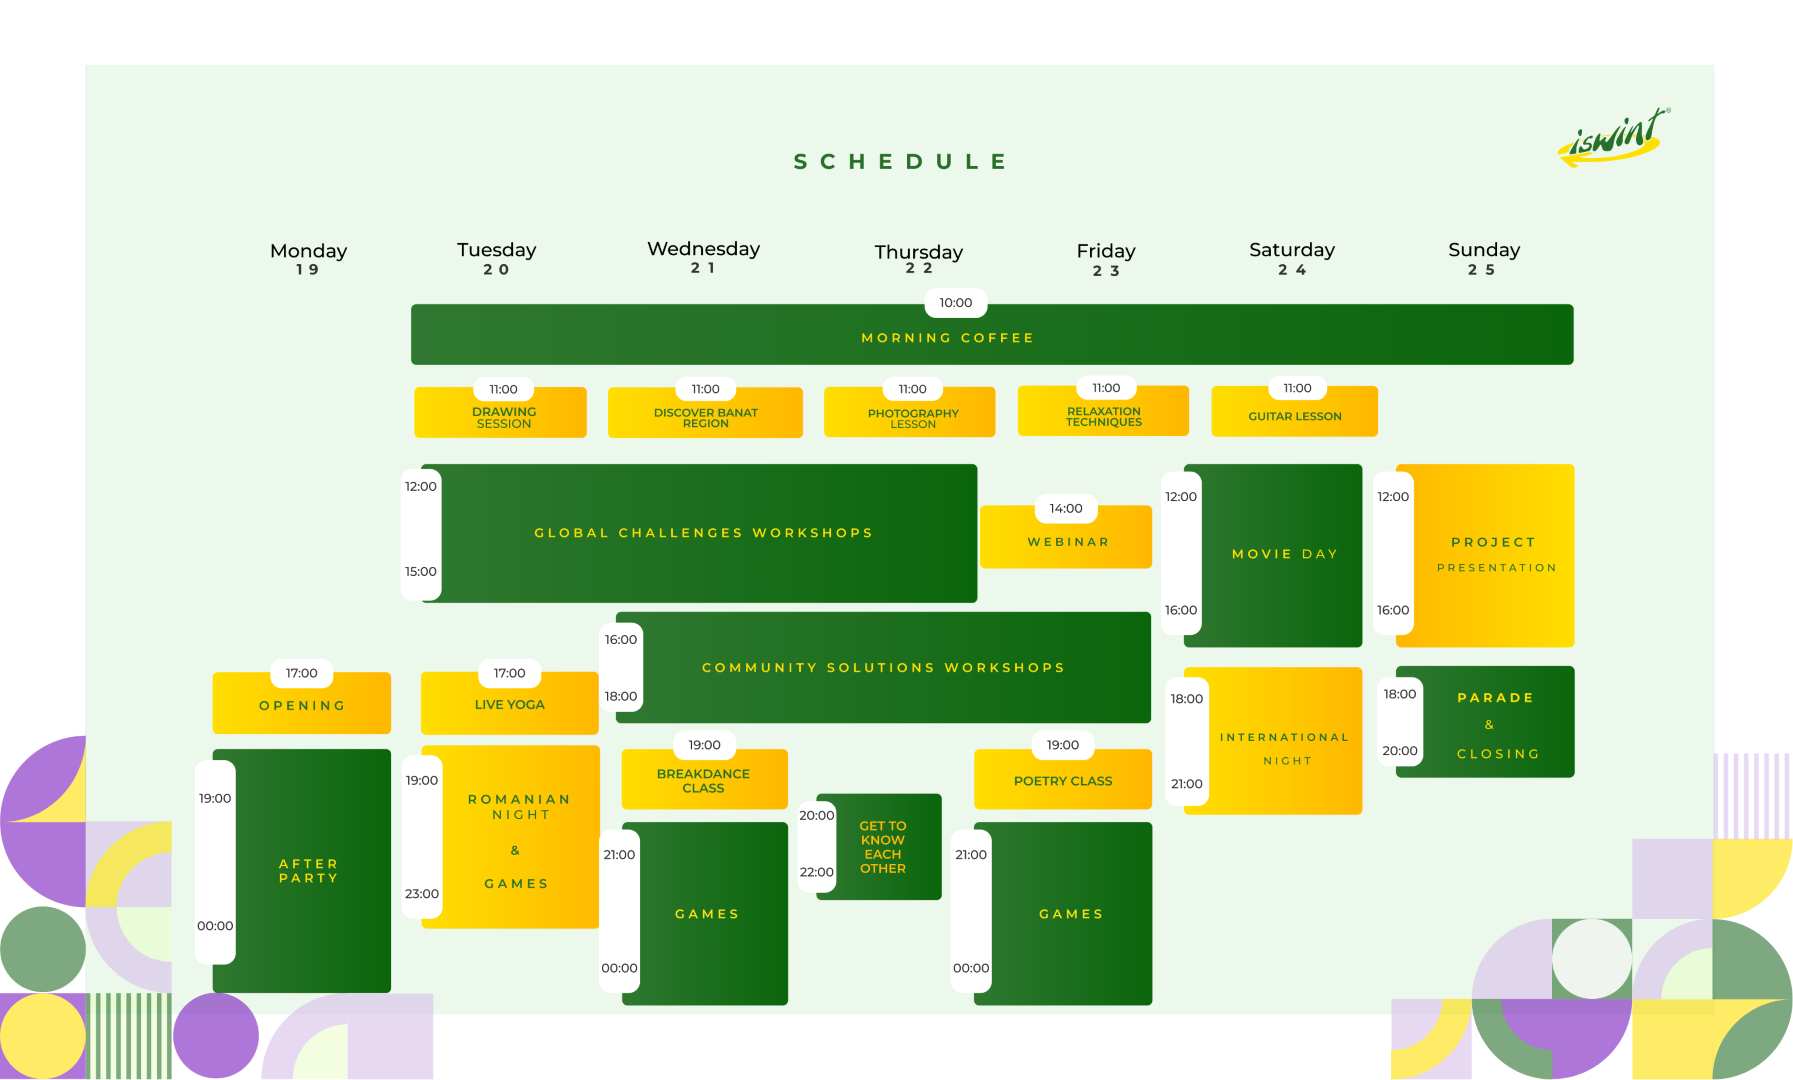 iswint®
SCHEDULE
Monday
19
Tuesday
20
Wednesday
21
Thursday
22
Friday
23
Saturday
24
Sunday
25
10:00
MORNING COFFEE
11:00
DRAWING
SESSION
11:00
DISCOVER BANAT
REGION
11:00
PHOTOGRAPHY
LESSON
11:00
RELAXATION
TECHNIQUES
11:00
GUITAR LESSON
12:00
GLOBAL CHALLENGES WORKSHOPS
15:00
14:00
WEBINAR
12:00
MOVIE DAY
16:00
12:00
PROJECT
PRESENTATION
16:00
16:00
COMMUNITY SOLUTIONS WORKSHOPS
18:00
17:00
OPENING
17:00
LIVE YOGA
18:00
INTERNATIONAL
NIGHT
21:00
18:00
PARADE
&
CLOSING
20:00
19:00
AFTER
PARTY
00:00
19:00
ROMANIAN
NIGHT
&
GAMES
23:00
19:00
BREAKDANCE
CLASS
19:00
POETRY CLASS
20:00
GET TO
KNOW
EACH
OTHER
22:00
21:00
GAMES
00:00
21:00
GAMES
00:00